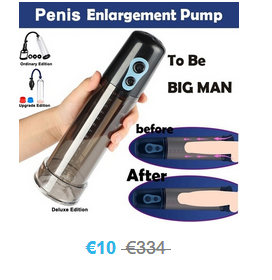 Penis Enlargement Pump
Ordinary Edition
Upgrade Edition
To Be
BIG MAN
before
After
Deluxe Edition
€10 €334